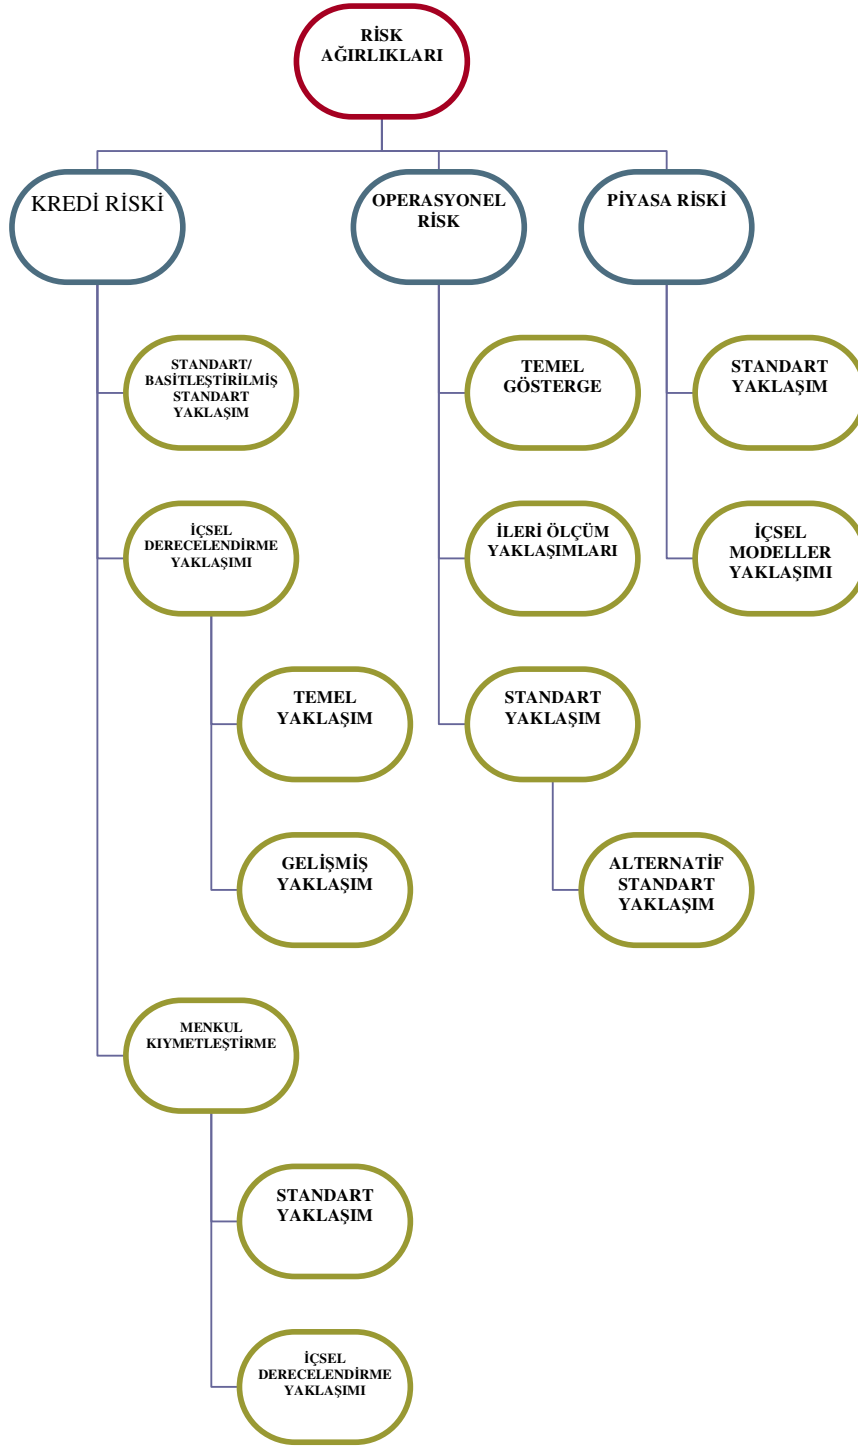 RİSK
AĞIRLIKLARI
KREDİ RİSKİ
OPERASYONEL
RİSK
PİYASA RİSKİ
STANDART/
BASİTLEŞTİRİLMİŞ
STANDART
YAKLAŞIM
TEMEL
GÖSTERGE
STANDART
YAKLAŞIM
İÇSEL
DERECELENDİRME
YAKLAŞIMI
İLERİ ÖLÇÜM
YAKLAŞIMLARI
İÇSEL
MODELLER
YAKLAŞIMI
TEMEL
YAKLAŞIM
STANDART
YAKLAŞIM
GELİŞMİŞ
YAKLAŞIM
ALTERNATİF
STANDART
YAKLAŞIM
MENKUL
KIYMETLEŞTİRME
STANDART
YAKLAŞIM
İÇSEL
DERECELENDİRME
YAKLAŞIMI